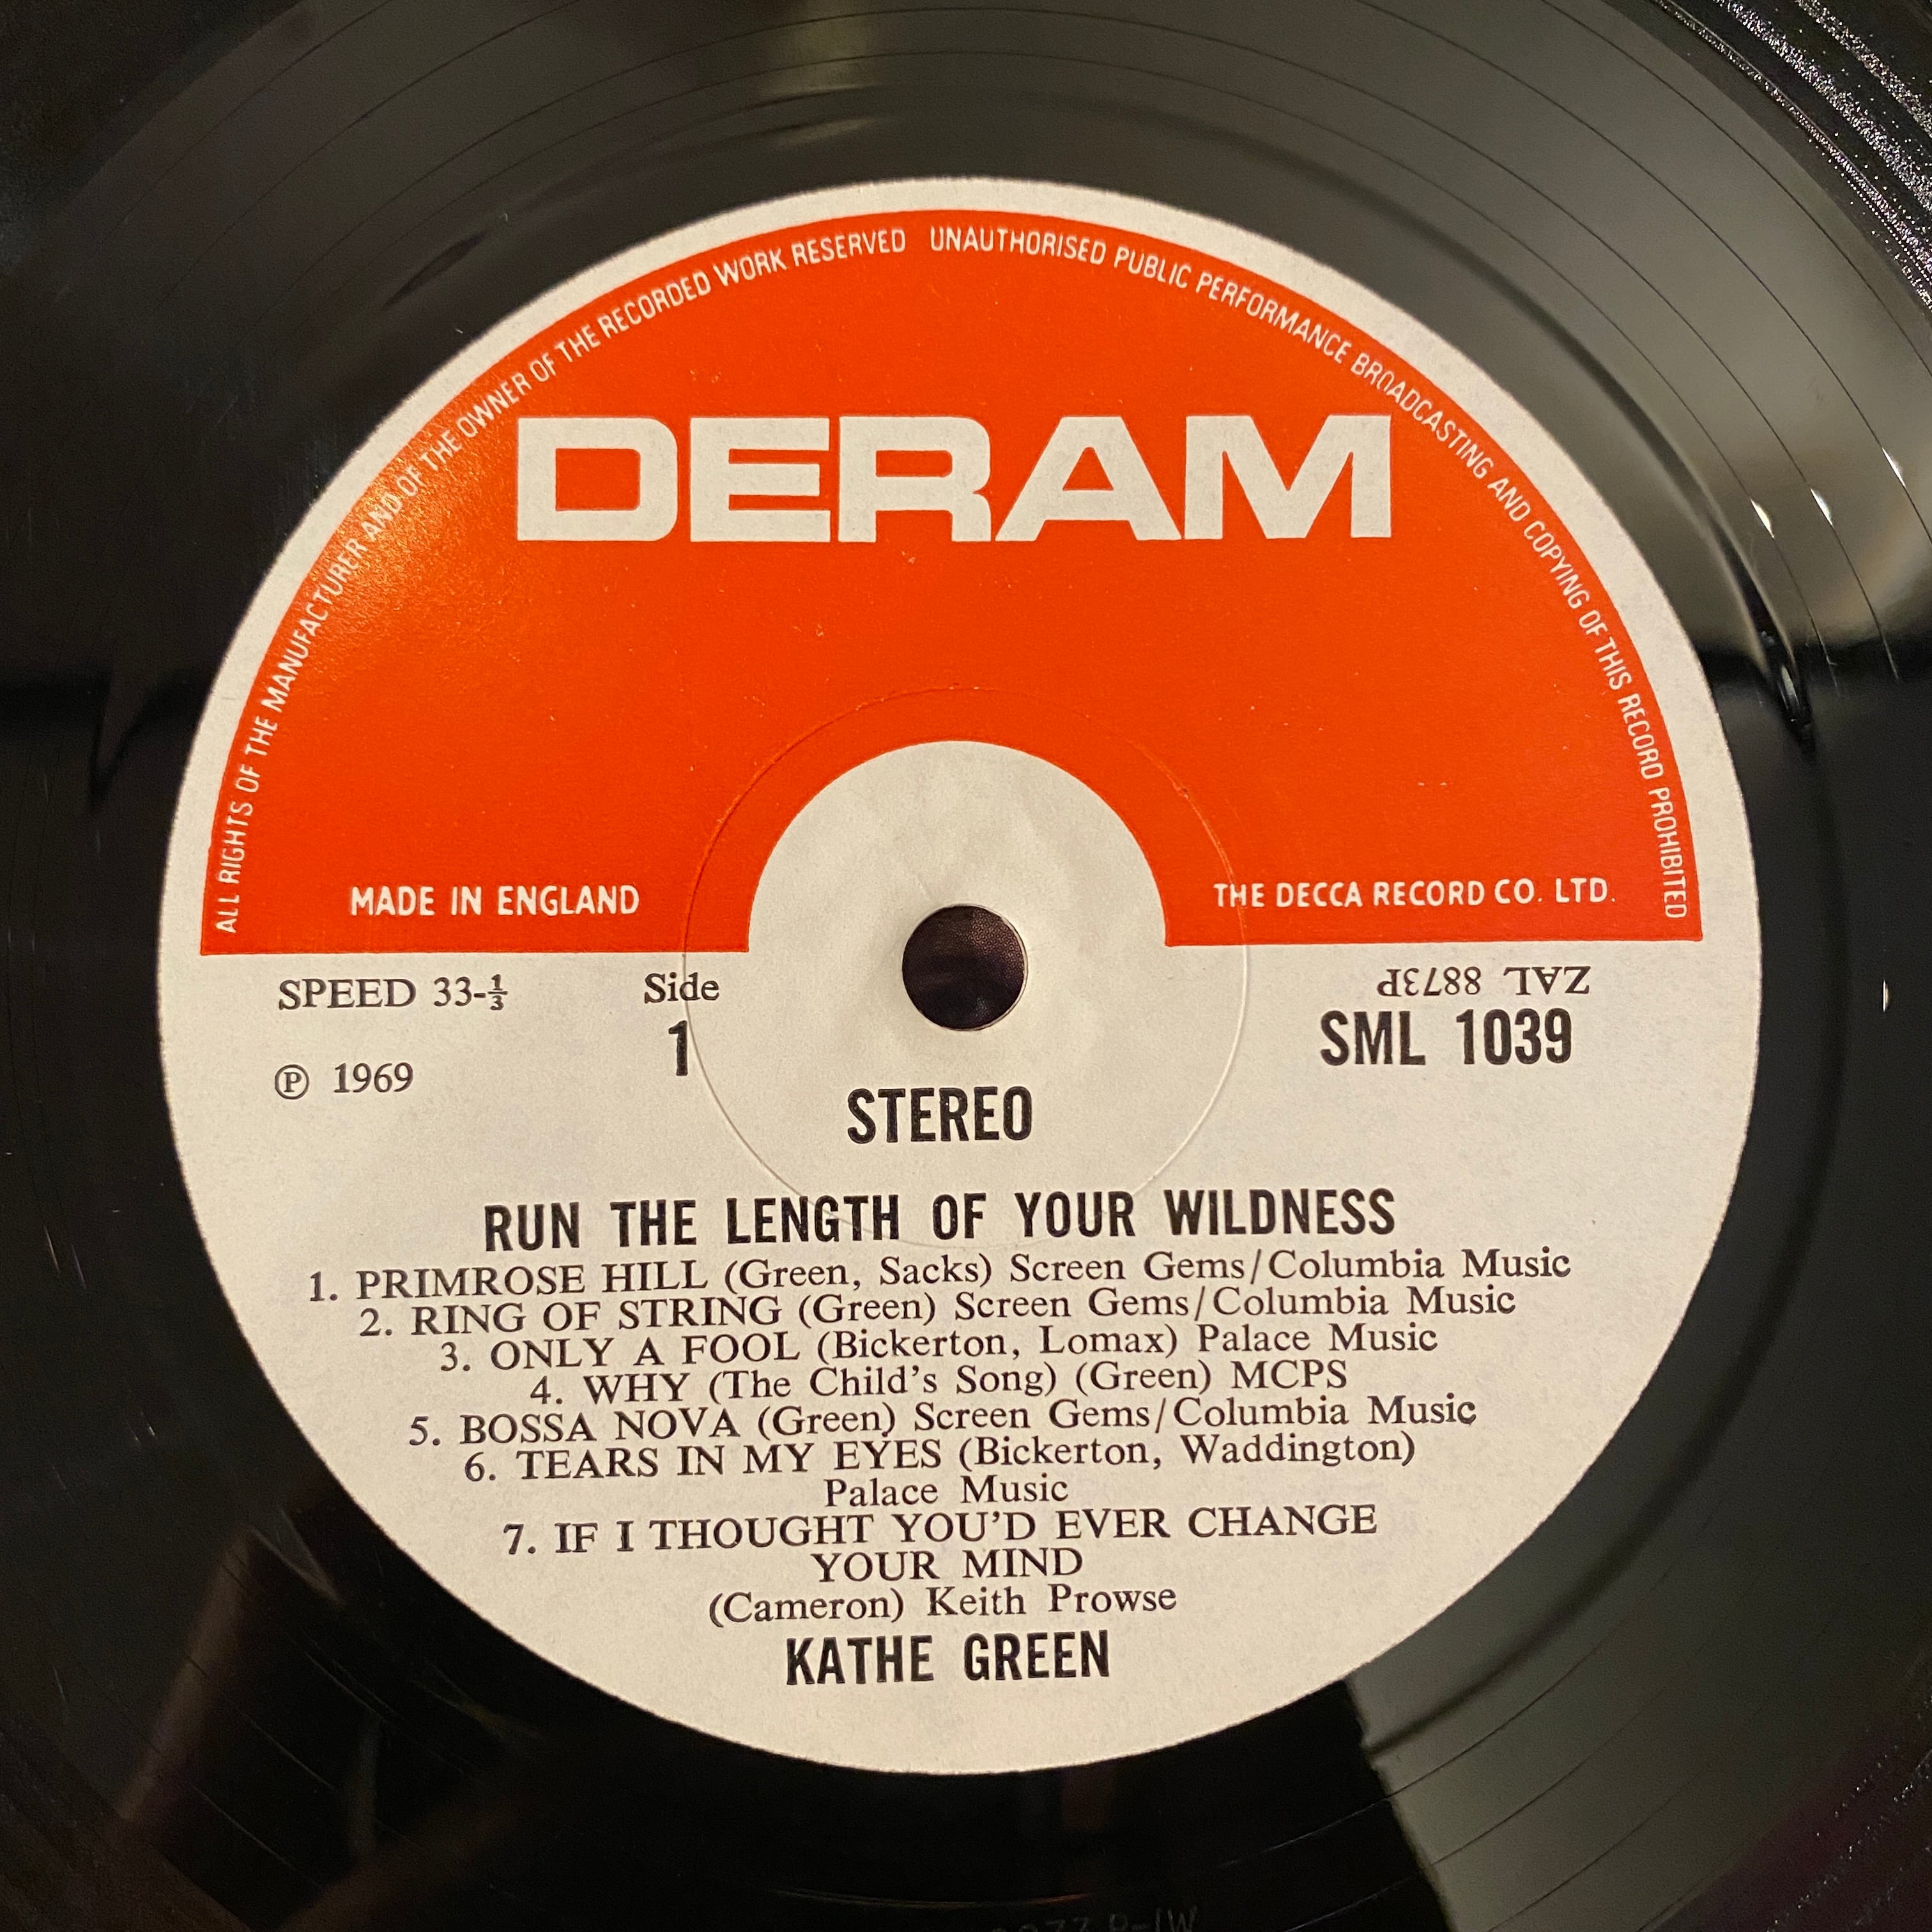 ALL RIGHTS OF THE MANUFACTURER AND OF THE OWNER OF THE RECORDED WORK RESERVED UNAUTHORISED PUBLIC PERFORMANCE BROADCASTING AND COPYING OF THIS RECORD PROHIBITED
DERAM
MADE IN ENGLAND
THE DECCA RECORD CO. LTD.
SPEED 33-⅓
Side
1
ZAL 8873P
SML 1039
℗ 1969
STEREO
RUN THE LENGTH OF YOUR WILDNESS
1. PRIMROSE HILL (Green, Sacks) Screen Gems/Columbia Music
2. RING OF STRING (Green) Screen Gems/Columbia Music
3. ONLY A FOOL (Bickerton, Lomax) Palace Music
4. WHY (The Child's Song) (Green) MCPS
5. BOSSA NOVA (Green) Screen Gems/Columbia Music
6. TEARS IN MY EYES (Bickerton, Waddington)
Palace Music
7. IF I THOUGHT YOU'D EVER CHANGE
YOUR MIND
(Cameron) Keith Prowse
KATHE GREEN